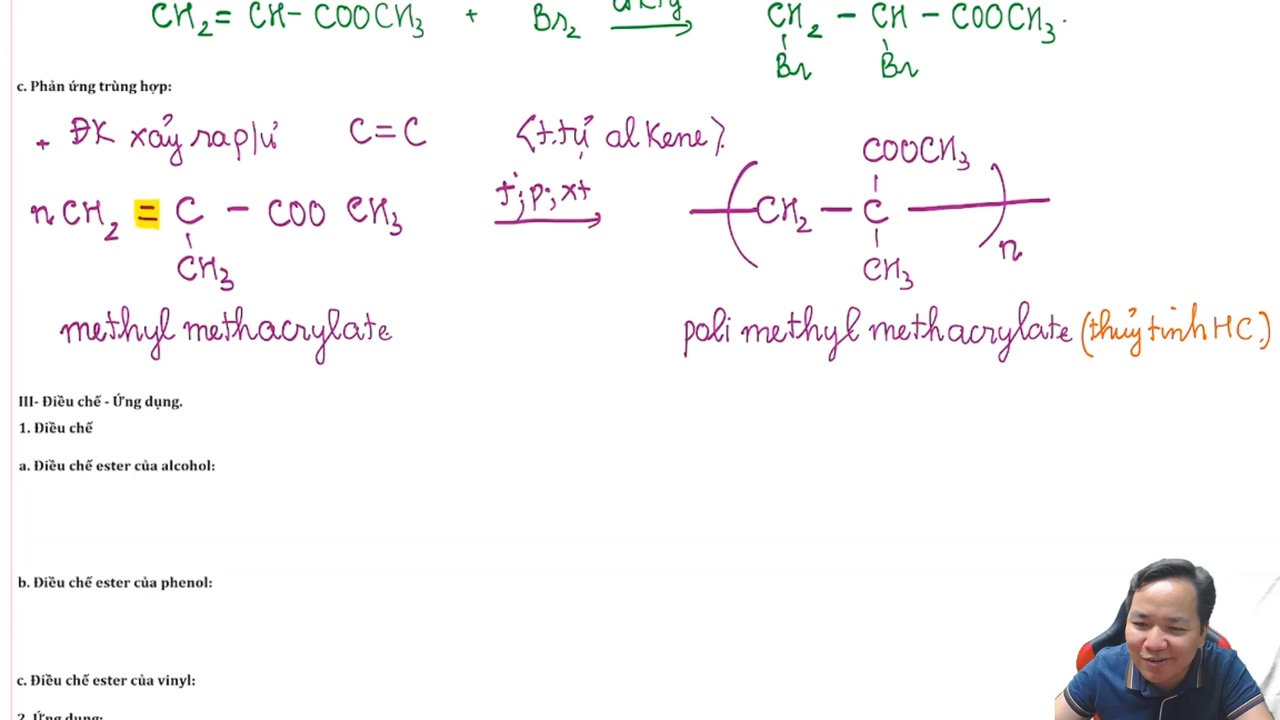 CH2 = CH - COOCH3 + Br2 → CH2 - CH - COOCH3.
Br Br
c. Phản ứng trùng hợp:
+ ĐK xảy ra p/ư C=C <t.tự alkene>.
COOCH3
n CH2 = C - COO CH3 t°; p; xt → ( CH2 - C )n
CH3 CH3
methyl methacrylate poli methyl methacrylate (thủy tinh HC.)
III- Điều chế - Ứng dụng.
1. Điều chế
a. Điều chế ester của alcohol:
b. Điều chế ester của phenol:
c. Điều chế ester của vinyl:
2. Ứng dụng: